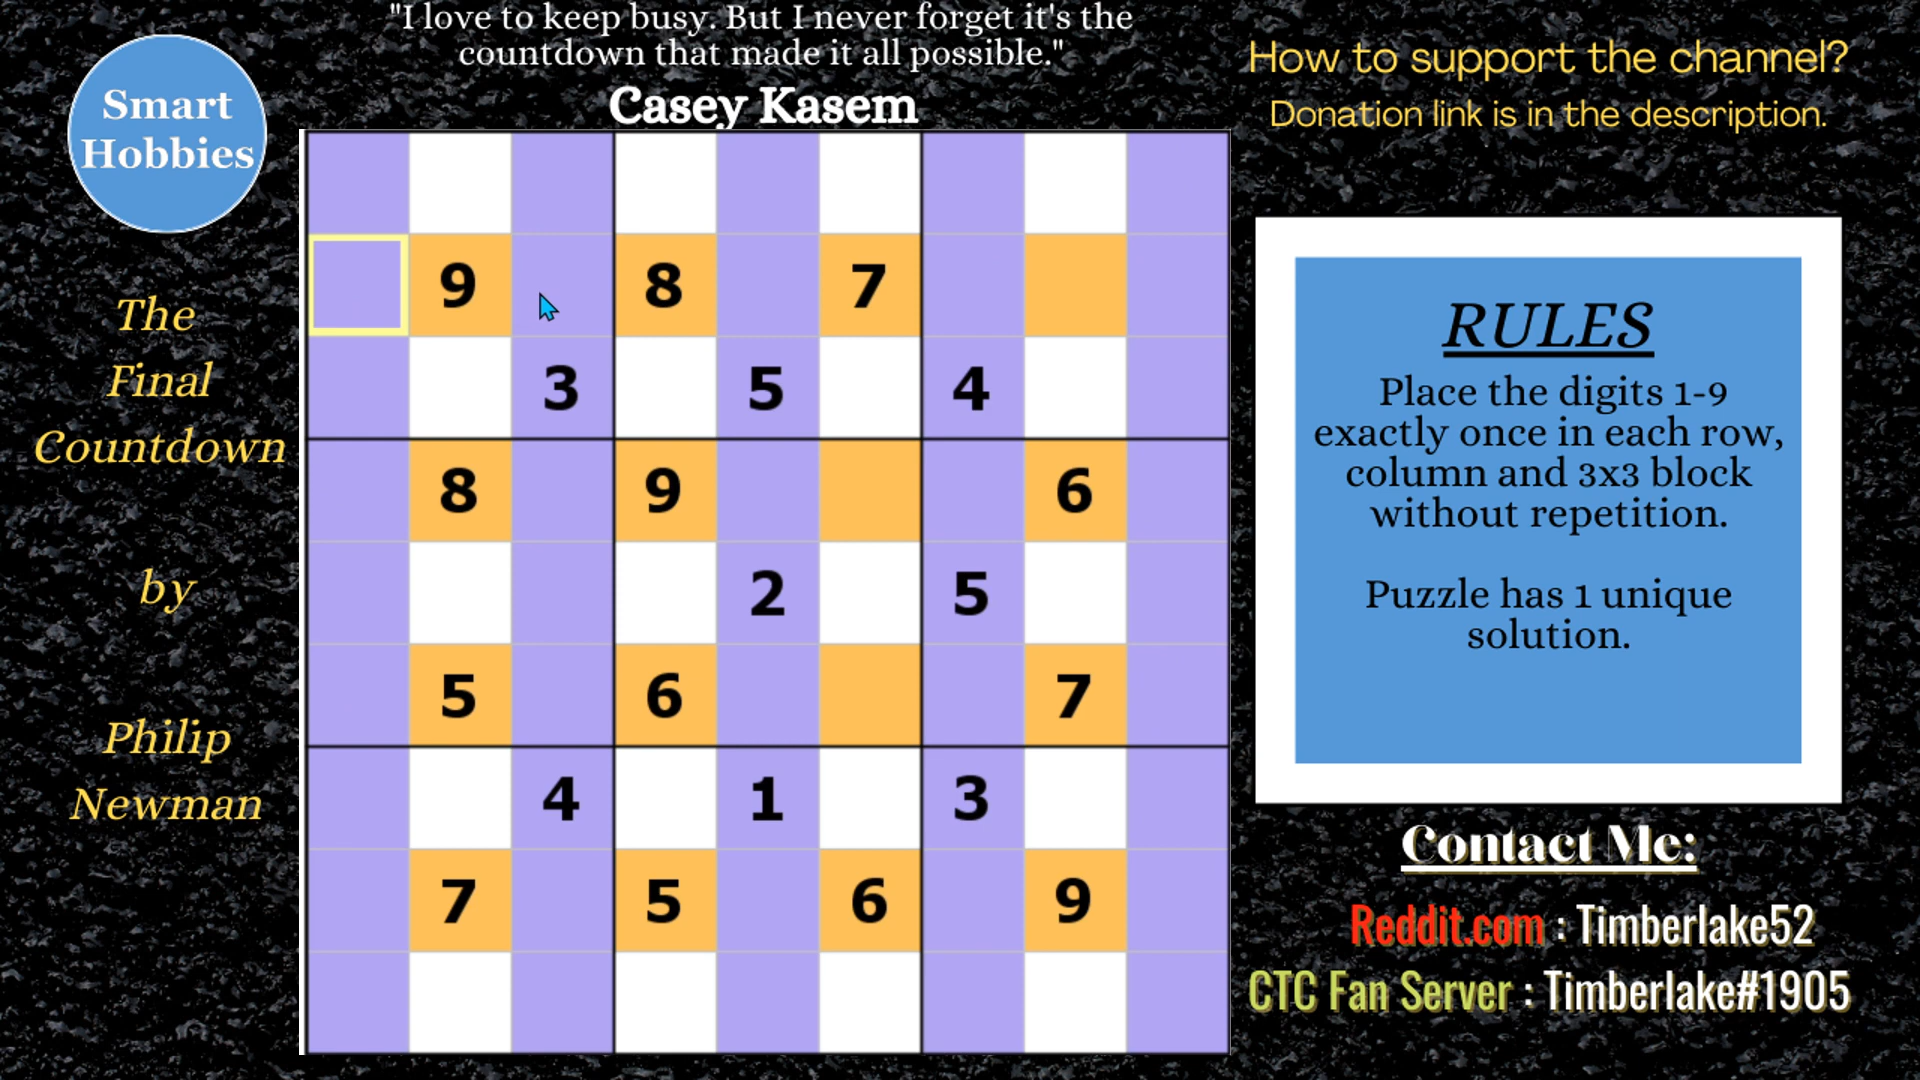 "I love to keep busy. But I never forget it's the
countdown that made it all possible."
Casey Kasem
Smart
Hobbies
The
Final
Countdown
by
Philip
Newman
9 8 7
3 5 4
8 9 6
2 5
5 6 7
4 1 3
7 5 6 9
How to support the channel?
Donation link is in the description.
RULES
Place the digits 1-9
exactly once in each row,
column and 3x3 block
without repetition.
Puzzle has 1 unique
solution.
Contact Me:
Reddit.com : Timberlake52
CTC Fan Server : Timberlake#1905